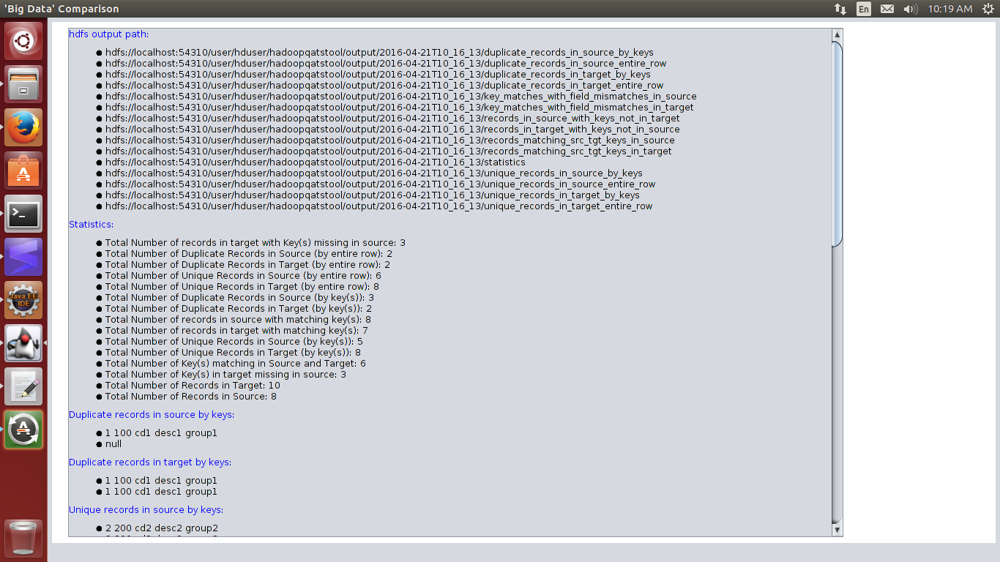 'Big Data' Comparison
En
10:19 AM
hdfs output path:
hdfs://localhost:54310/user/hduser/hadoopqatstool/output/2016-04-21T10_16_13/duplicate_records_in_source_by_keys
hdfs://localhost:54310/user/hduser/hadoopqatstool/output/2016-04-21T10_16_13/duplicate_records_in_source_entire_row
hdfs://localhost:54310/user/hduser/hadoopqatstool/output/2016-04-21T10_16_13/duplicate_records_in_target_by_keys
hdfs://localhost:54310/user/hduser/hadoopqatstool/output/2016-04-21T10_16_13/duplicate_records_in_target_entire_row
hdfs://localhost:54310/user/hduser/hadoopqatstool/output/2016-04-21T10_16_13/key_matches_with_field_mismatches_in_source
hdfs://localhost:54310/user/hduser/hadoopqatstool/output/2016-04-21T10_16_13/key_matches_with_field_mismatches_in_target
hdfs://localhost:54310/user/hduser/hadoopqatstool/output/2016-04-21T10_16_13/records_in_source_with_keys_not_in_target
hdfs://localhost:54310/user/hduser/hadoopqatstool/output/2016-04-21T10_16_13/records_in_target_with_keys_not_in_source
hdfs://localhost:54310/user/hduser/hadoopqatstool/output/2016-04-21T10_16_13/records_matching_src_tgt_keys_in_source
hdfs://localhost:54310/user/hduser/hadoopqatstool/output/2016-04-21T10_16_13/records_matching_src_tgt_keys_in_target
hdfs://localhost:54310/user/hduser/hadoopqatstool/output/2016-04-21T10_16_13/statistics
hdfs://localhost:54310/user/hduser/hadoopqatstool/output/2016-04-21T10_16_13/unique_records_in_source_by_keys
hdfs://localhost:54310/user/hduser/hadoopqatstool/output/2016-04-21T10_16_13/unique_records_in_source_entire_row
hdfs://localhost:54310/user/hduser/hadoopqatstool/output/2016-04-21T10_16_13/unique_records_in_target_by_keys
hdfs://localhost:54310/user/hduser/hadoopqatstool/output/2016-04-21T10_16_13/unique_records_in_target_entire_row
Statistics:
Total Number of records in target with Key(s) missing in source: 3
Total Number of Duplicate Records in Source (by entire row): 2
Total Number of Duplicate Records in Target (by entire row): 2
Total Number of Unique Records in Source (by entire row): 6
Total Number of Unique Records in Target (by entire row): 8
Total Number of Duplicate Records in Source (by key(s)): 3
Total Number of Duplicate Records in Target (by key(s)): 2
Total Number of records in source with matching key(s): 8
Total Number of records in target with matching key(s): 7
Total Number of Unique Records in Source (by key(s)): 5
Total Number of Unique Records in Target (by key(s)): 8
Total Number of Key(s) matching in Source and Target: 6
Total Number of Key(s) in target missing in source: 3
Total Number of Records in Target: 10
Total Number of Records in Source: 8
Duplicate records in source by keys:
1 100 cd1 desc1 group1
null
Duplicate records in target by keys:
1 100 cd1 desc1 group1
1 100 cd1 desc1 group1
Unique records in source by keys:
2 200 cd2 desc2 group2
Java EE
IDE